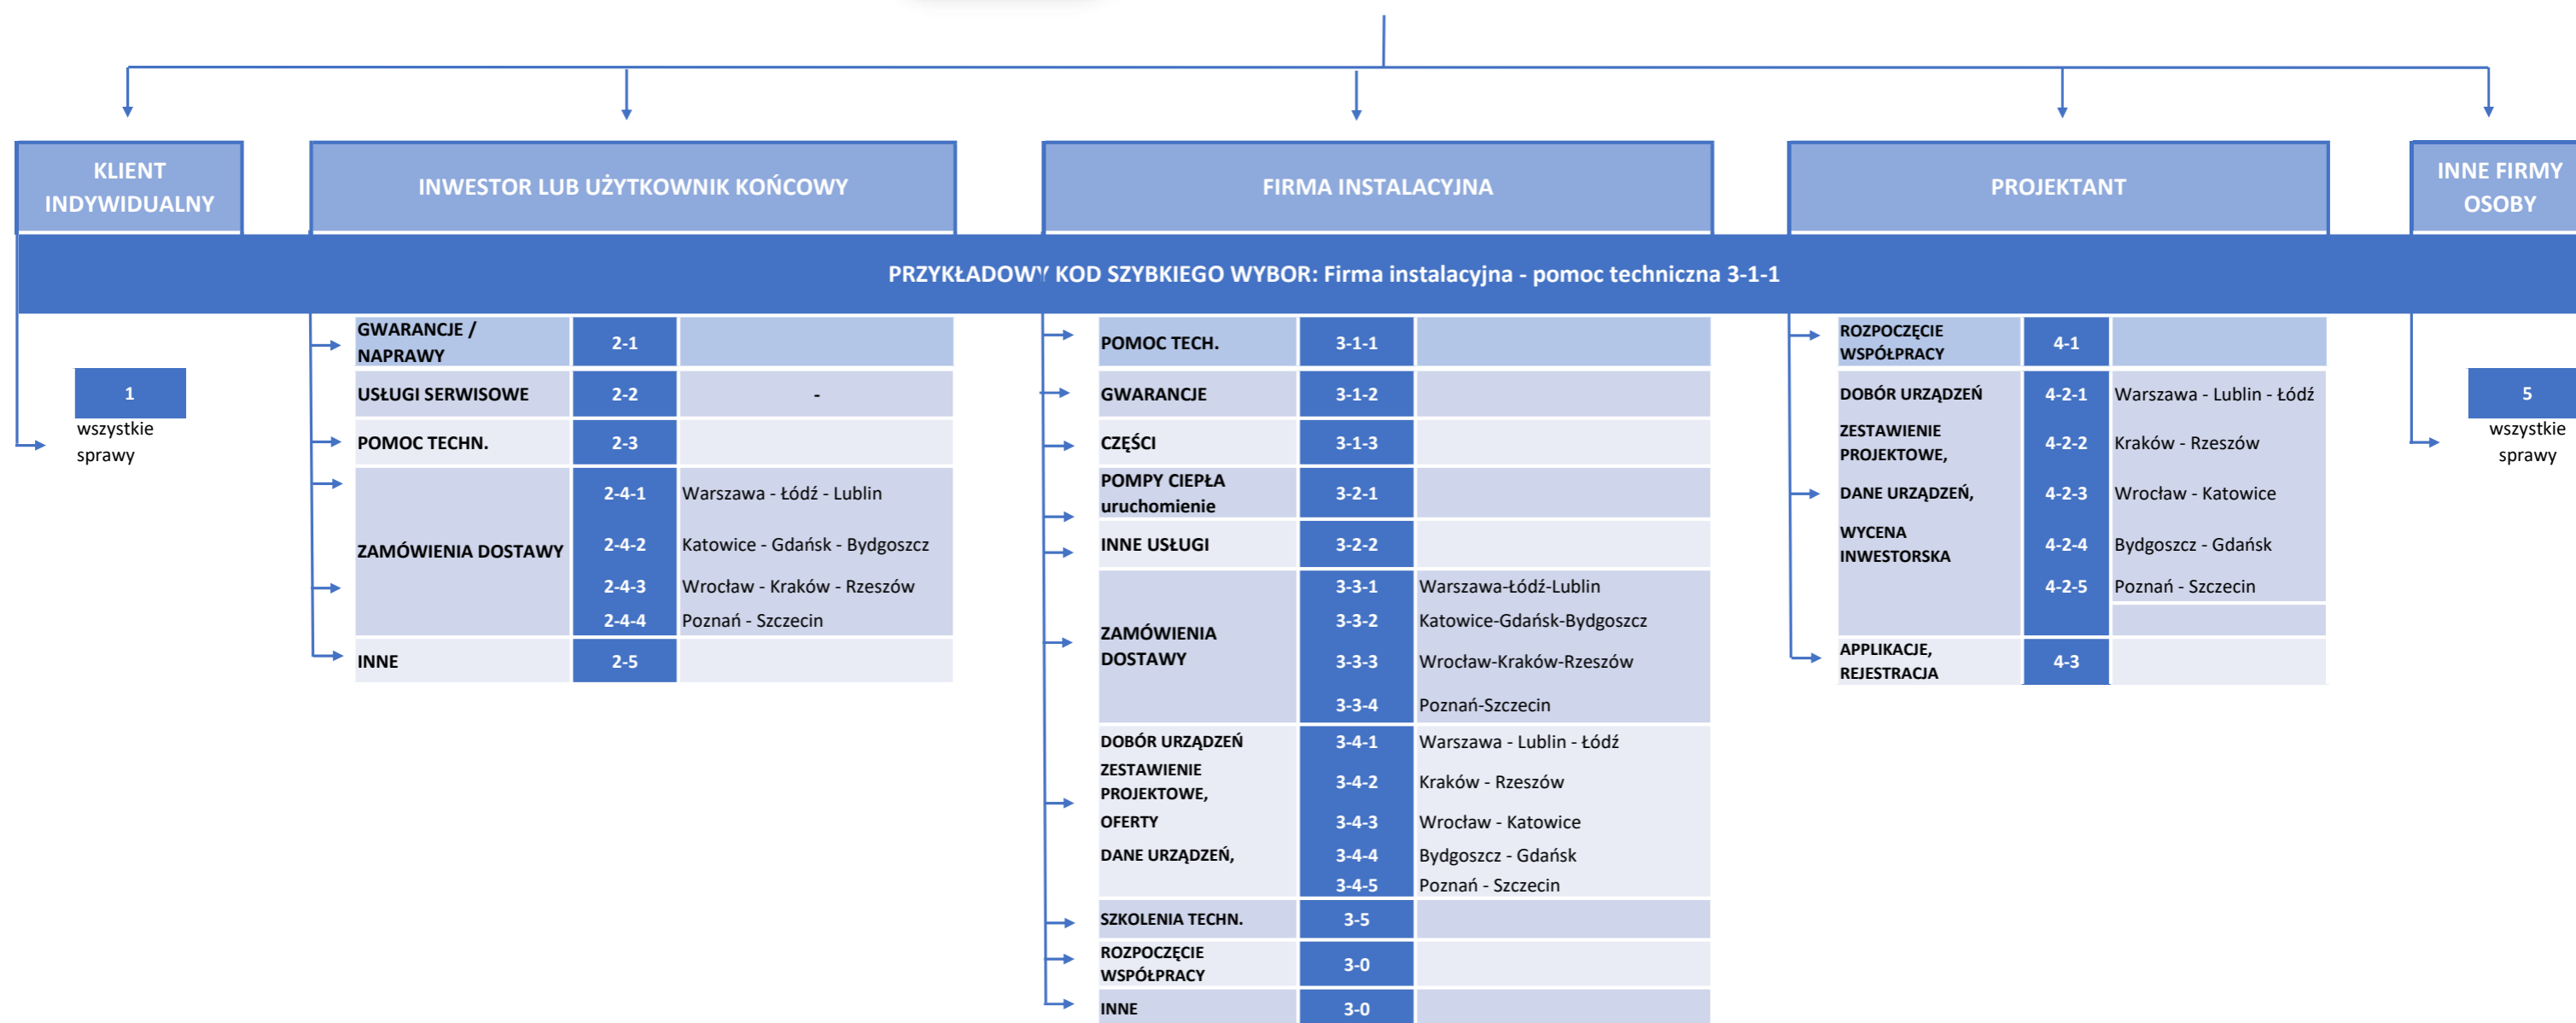 KLIENT
INDYWIDUALNY
INWESTOR LUB UŻYTKOWNIK KOŃCOWY
FIRMA INSTALACYJNA
PROJEKTANT
INNE FIRMY
OSOBY
PRZYKŁADOWY KOD SZYBKIEGO WYBOR: Firma instalacyjna - pomoc techniczna 3-1-1
1
wszystkie
sprawy
GWARANCJE /
NAPRAWY
2-1
USŁUGI SERWISOWE
2-2
-
POMOC TECHN.
2-3
ZAMÓWIENIA DOSTAWY
2-4-1
Warszawa - Łódź - Lublin
2-4-2
Katowice - Gdańsk - Bydgoszcz
2-4-3
Wrocław - Kraków - Rzeszów
2-4-4
Poznań - Szczecin
INNE
2-5
POMOC TECH.
3-1-1
GWARANCJE
3-1-2
CZĘŚCI
3-1-3
POMPY CIEPŁA
uruchomienie
3-2-1
INNE USŁUGI
3-2-2
ZAMÓWIENIA
DOSTAWY
3-3-1
Warszawa-Łódź-Lublin
3-3-2
Katowice-Gdańsk-Bydgoszcz
3-3-3
Wrocław-Kraków-Rzeszów
3-3-4
Poznań-Szczecin
DOBÓR URZĄDZEŃ
3-4-1
Warszawa - Lublin - Łódź
ZESTAWIENIE
PROJEKTOWE,
3-4-2
Kraków - Rzeszów
OFERTY
3-4-3
Wrocław - Katowice
DANE URZĄDZEŃ,
3-4-4
Bydgoszcz - Gdańsk
3-4-5
Poznań - Szczecin
SZKOLENIA TECHN.
3-5
ROZPOCZĘCIE
WSPÓŁPRACY
3-0
INNE
3-0
ROZPOCZĘCIE
WSPÓŁPRACY
4-1
DOBÓR URZĄDZEŃ
4-2-1
Warszawa - Lublin - Łódź
ZESTAWIENIE
PROJEKTOWE,
4-2-2
Kraków - Rzeszów
DANE URZĄDZEŃ,
4-2-3
Wrocław - Katowice
WYCENA
INWESTORSKA
4-2-4
Bydgoszcz - Gdańsk
4-2-5
Poznań - Szczecin
APPLIKACJE,
REJESTRACJA
4-3
5
wszystkie
sprawy